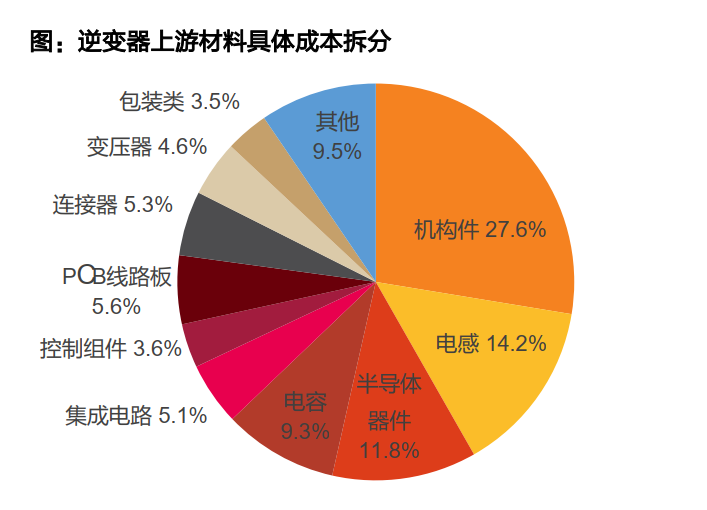 图：逆变器上游材料具体成本拆分
包装类 3.5%
其他
9.5%
变压器 4.6%
连接器 5.3%
机构件 27.6%
PCB线路板
5.6%
电感 14.2%
控制组件 3.6%
半导体
器件
11.8%
电容
9.3%
集成电路 5.1%